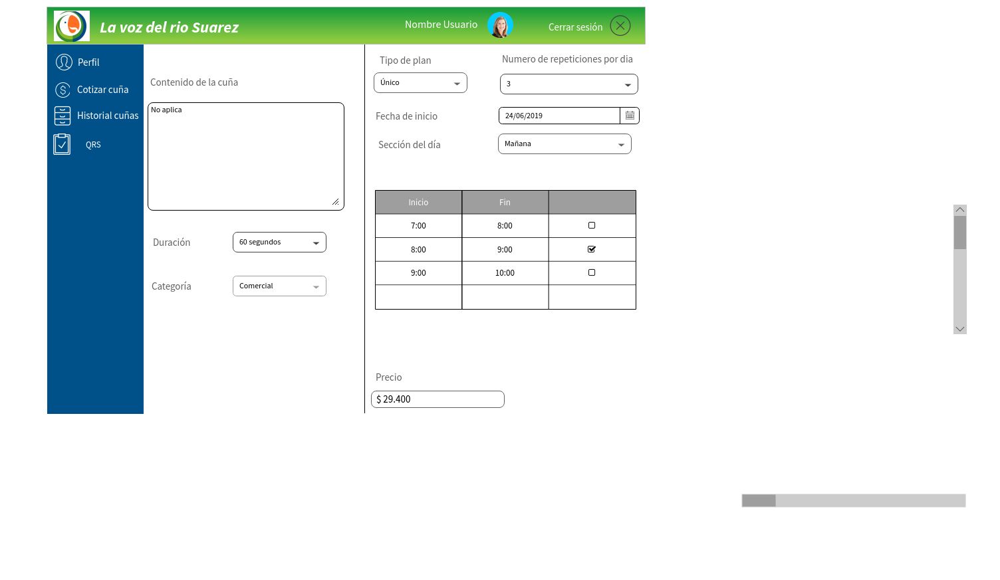 La voz del rio Suarez
Nombre Usuario
Cerrar sesión
Perfil
Cotizar cuña
Historial cuñas
QRS
Contenido de la cuña
No aplica
Duración
60 segundos
Categoría
Comercial
Tipo de plan
Numero de repeticiones por dia
Único
3
Fecha de inicio
24/06/2019
Sección del día
Mañana
Inicio Fin
7:00 8:00
8:00 9:00
9:00 10:00
Precio
$ 29.400